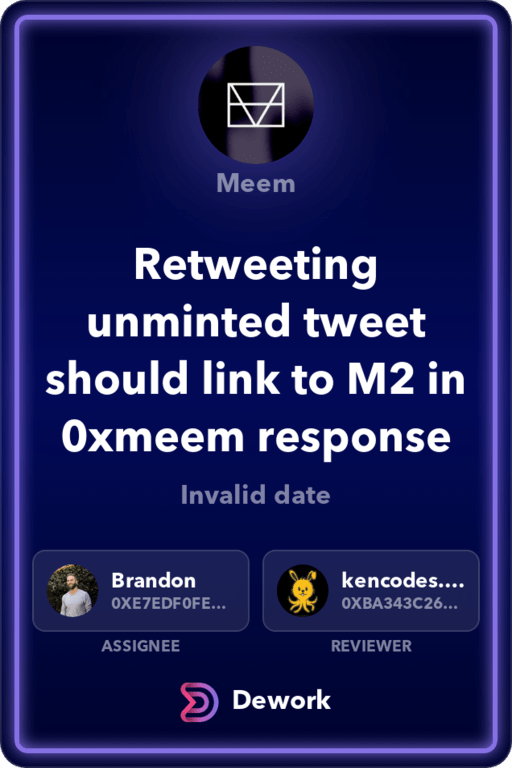 Meem
Retweeting
unminted tweet
should link to M2 in
0xmeem response
Invalid date
Brandon
0XE7EDF0FE...
kencodes....
0XBA343C26...
ASSIGNEE
REVIEWER
Dework